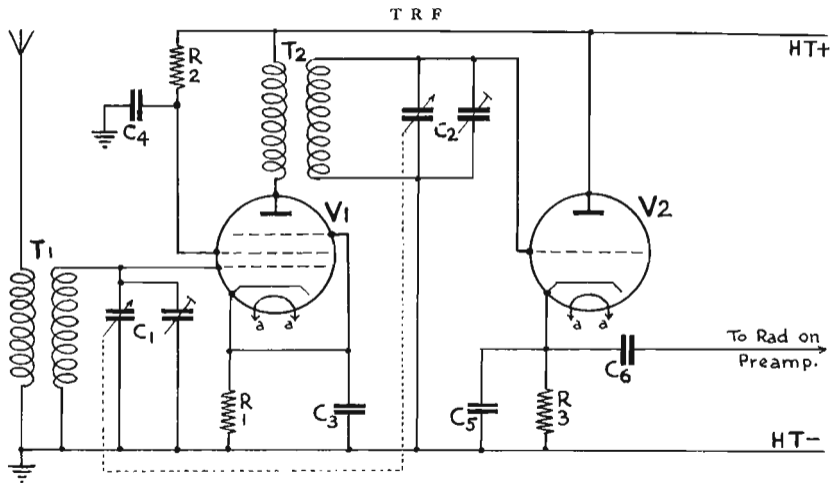 TRF
HT+
R
2
T2
C4
C2
V1
V2
T1
C1
a a
a a
To Rad on
Preamp.
C6
R
1
C3
C5
R
3
HT-